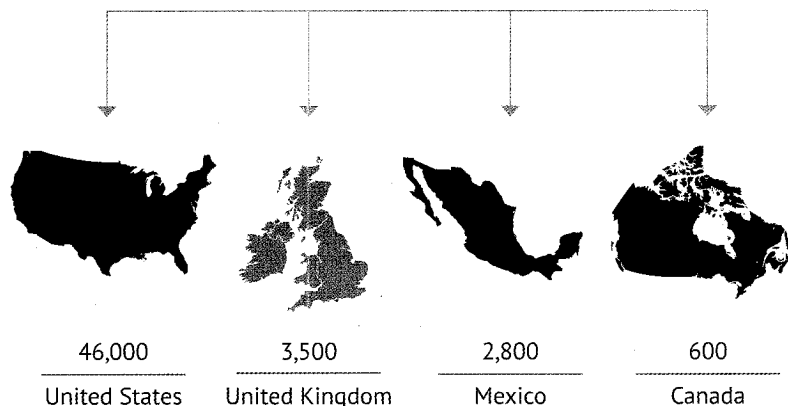 46,000
3,500
2,800
600
United States
United Kingdom
Mexico
Canada